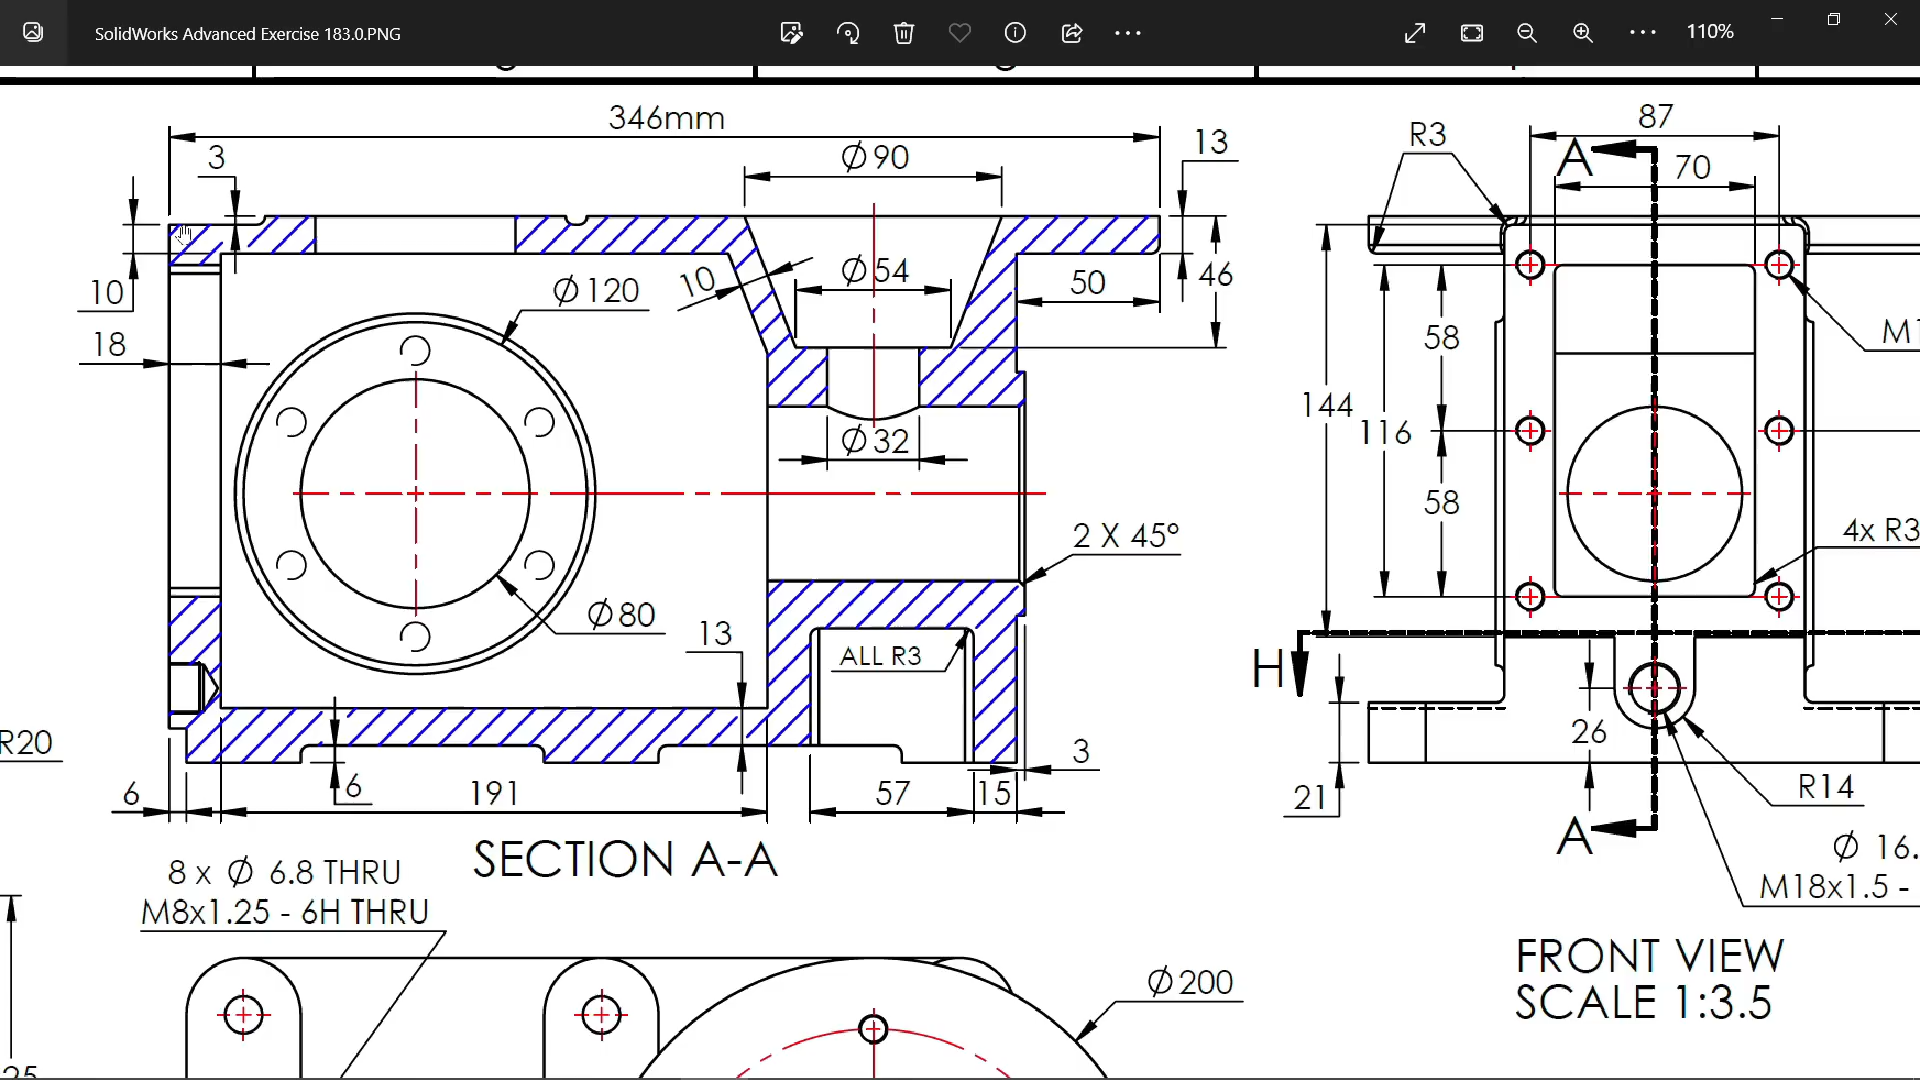 SolidWorks Advanced Exercise 183.0.PNG
110%
346mm
3
Ø90
13
10
Ø54
46
50
Ø120
10
18
Ø32
2 X 45°
Ø80
13
ALL R3
R20
6
6
191
57
15
3
SECTION A-A
8 x Ø 6.8 THRU
M8x1.25 - 6H THRU
Ø200
R3
87
A
70
58
144
116
58
4x R3
H
26
21
R14
A
Ø 16.
M18x1.5 -
FRONT VIEW
SCALE 1:3.5